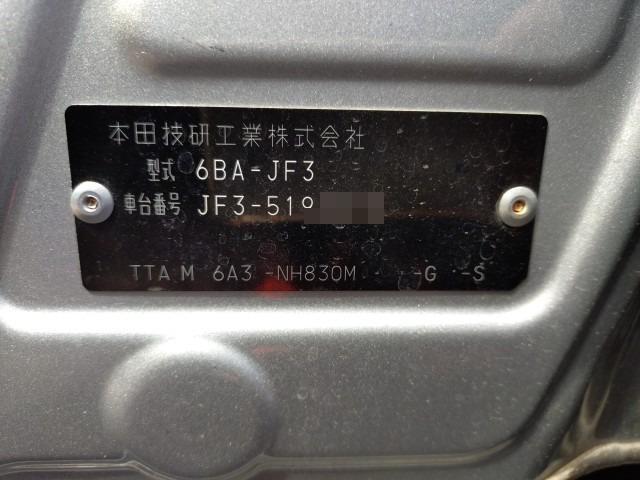 本田技研工業株式会社
型式 6BA-JF3
車台番号 JF3-51
TTA M 6A3 -NH830M -G -S